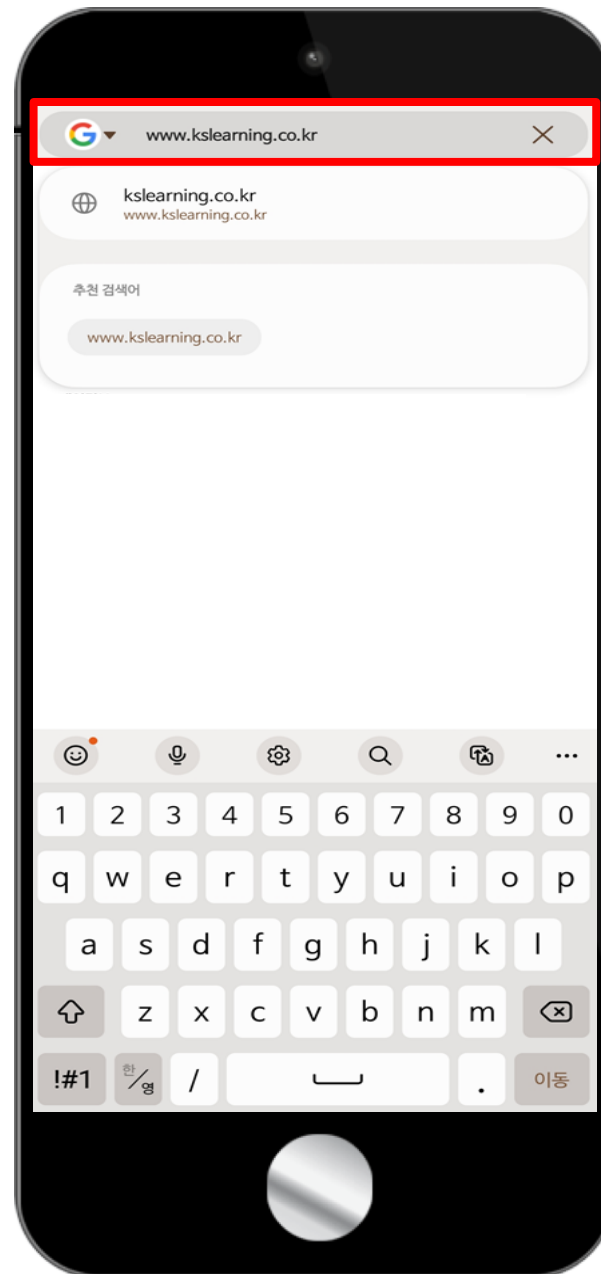 www.kslearning.co.kr
kslearning.co.kr
www.kslearning.co.kr
추천 검색어
www.kslearning.co.kr
1 2 3 4 5 6 7 8 9 0
q w e r t y u i o p
a s d f g h j k l
z x c v b n m
!#1 한/영 / . 이동